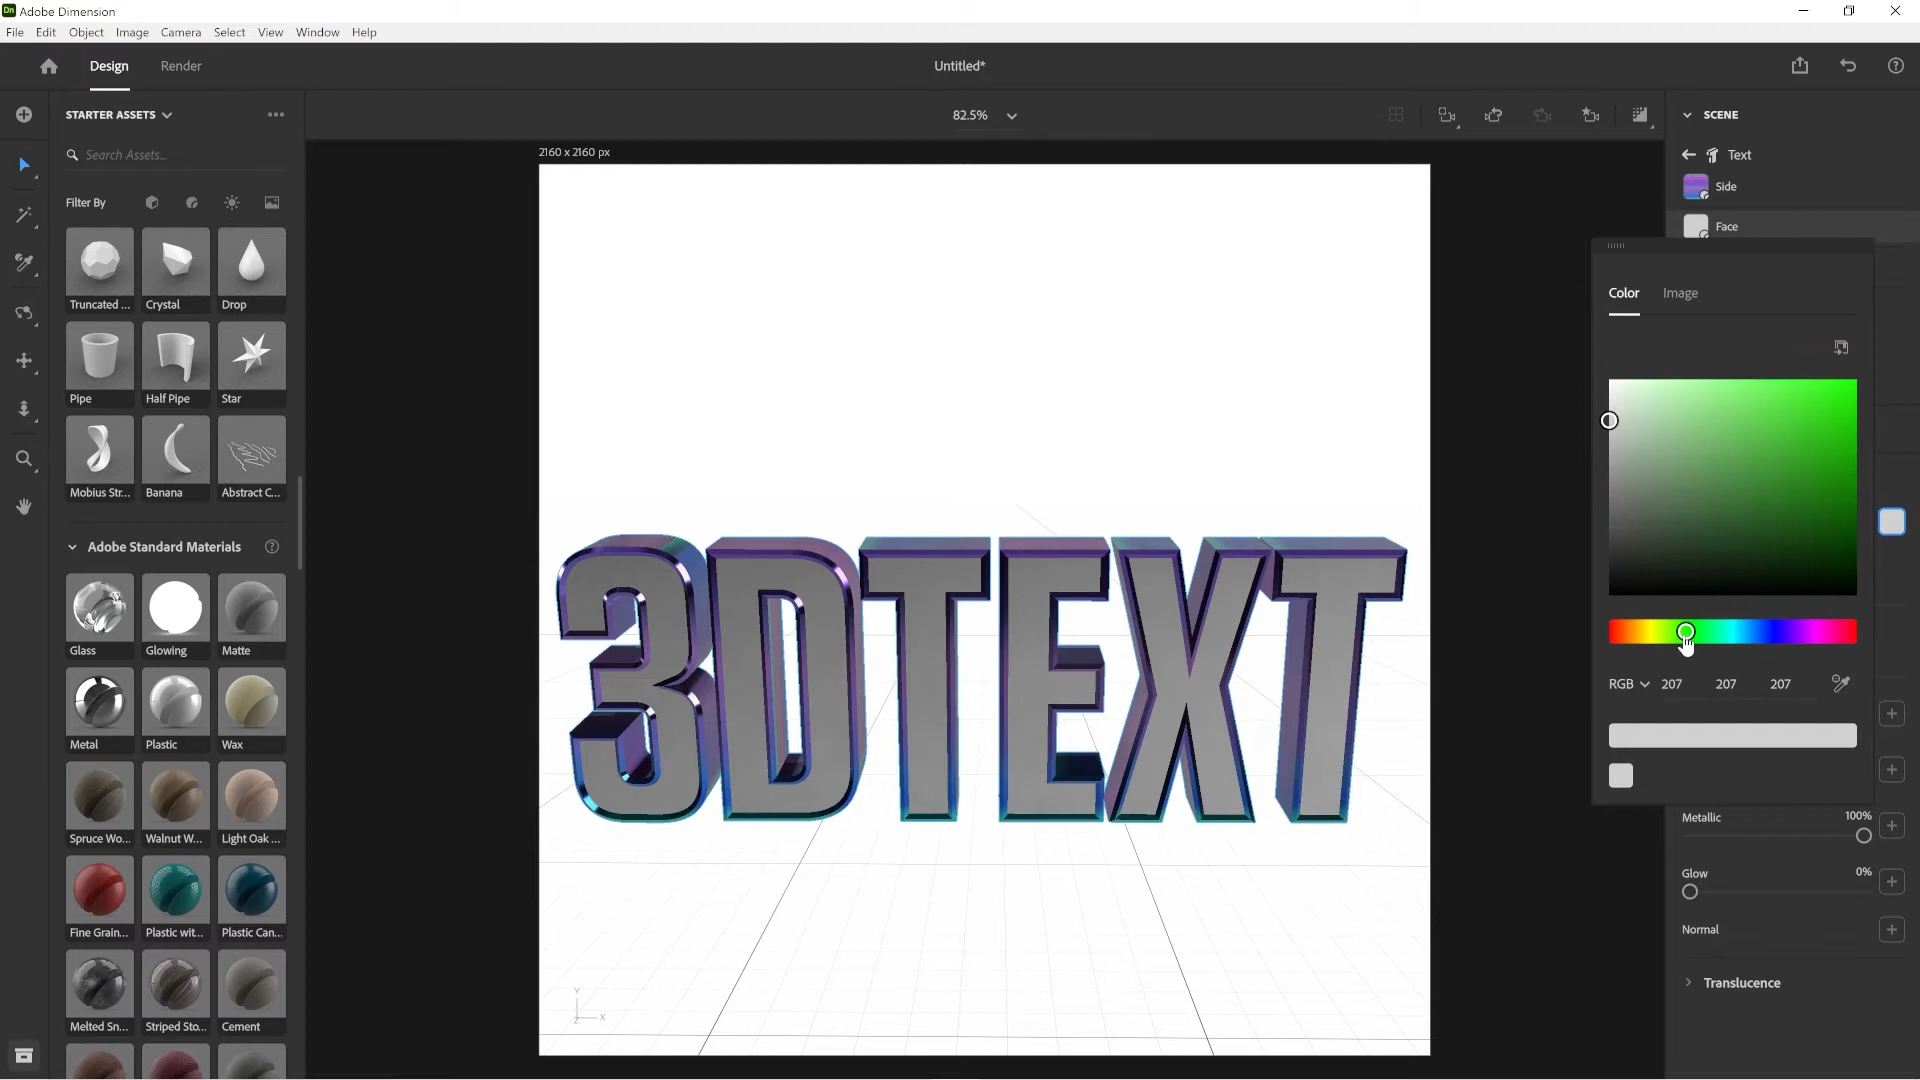 Dn Adobe Dimension
File Edit Object Image Camera Select View Window Help
Design Render Untitled*
STARTER ASSETS 82.5% SCENE
Search Assets...
2160 x 2160 px
Text
Side
Filter By
Face
Truncated ... Crystal Drop
Color Image
Pipe Half Pipe Star
Mobius Str... Banana Abstract C...
Adobe Standard Materials
3DTEXT
Glass Glowing Matte
RGB 207 207 207
Metal Plastic Wax
Spruce Wo... Walnut W... Light Oak ...
Metallic 100%
Glow 0%
Fine Grain... Plastic wit... Plastic Can...
Normal
Translucence
Melted Sn... Striped Sto... Cement
Y
Z X